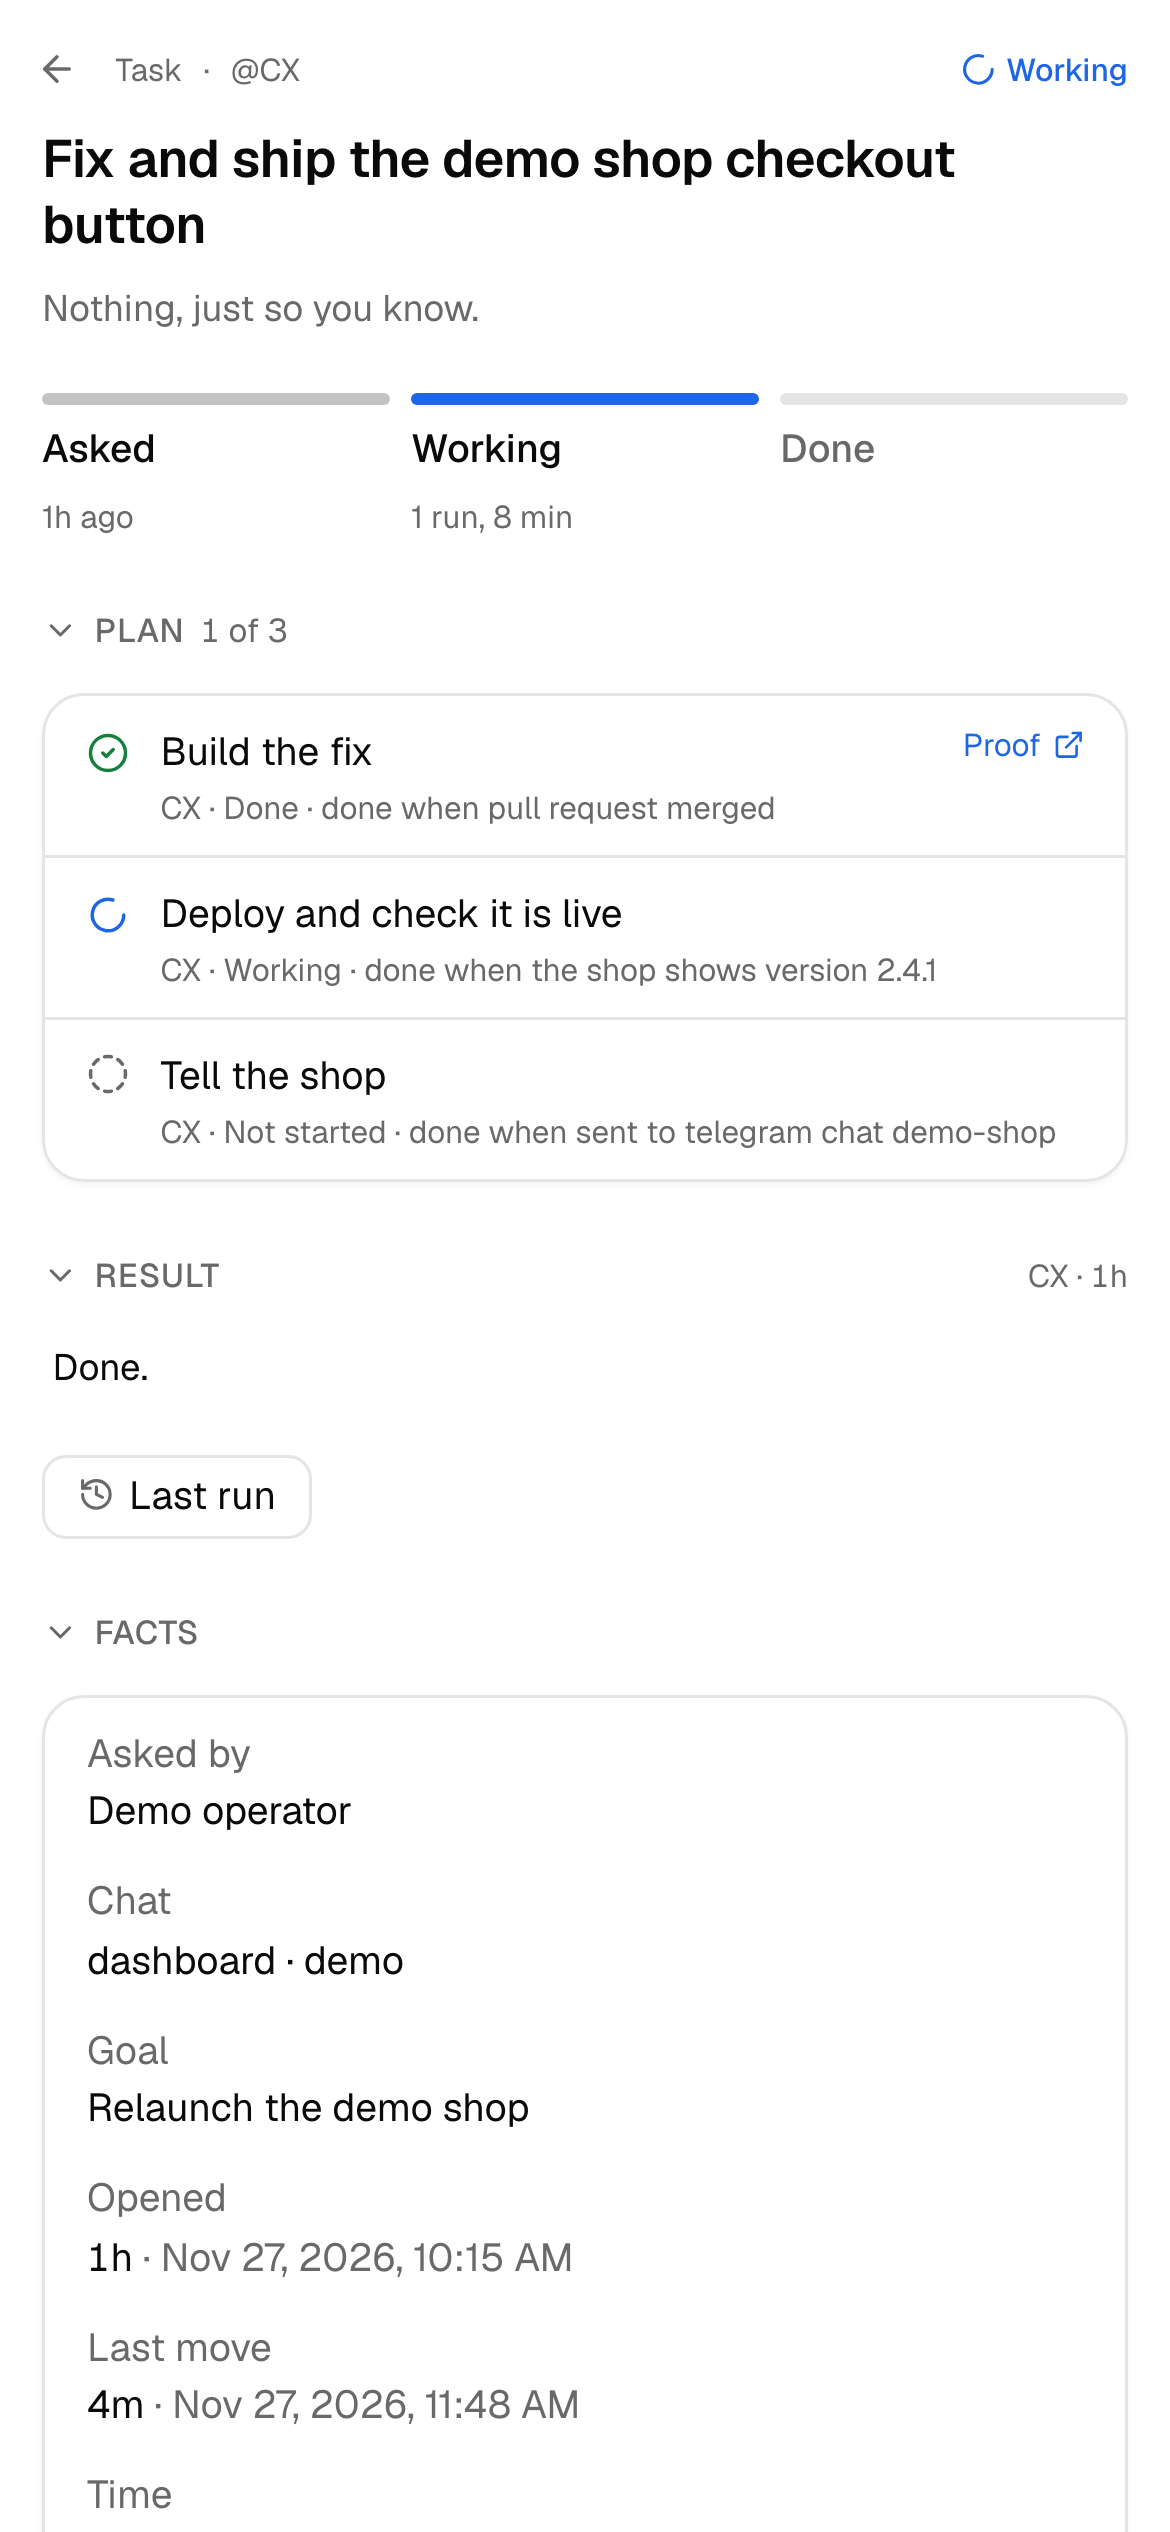 Task · @CX
Working
Fix and ship the demo shop checkout
button
Nothing, just so you know.
Asked
Working
Done
1h ago
1 run, 8 min
PLAN 1 of 3
Build the fix
Proof
CX · Done · done when pull request merged
Deploy and check it is live
CX · Working · done when the shop shows version 2.4.1
Tell the shop
CX · Not started · done when sent to telegram chat demo-shop
RESULT
CX · 1h
Done.
Last run
FACTS
Asked by
Demo operator
Chat
dashboard · demo
Goal
Relaunch the demo shop
Opened
1h · Nov 27, 2026, 10:15 AM
Last move
4m · Nov 27, 2026, 11:48 AM
Time